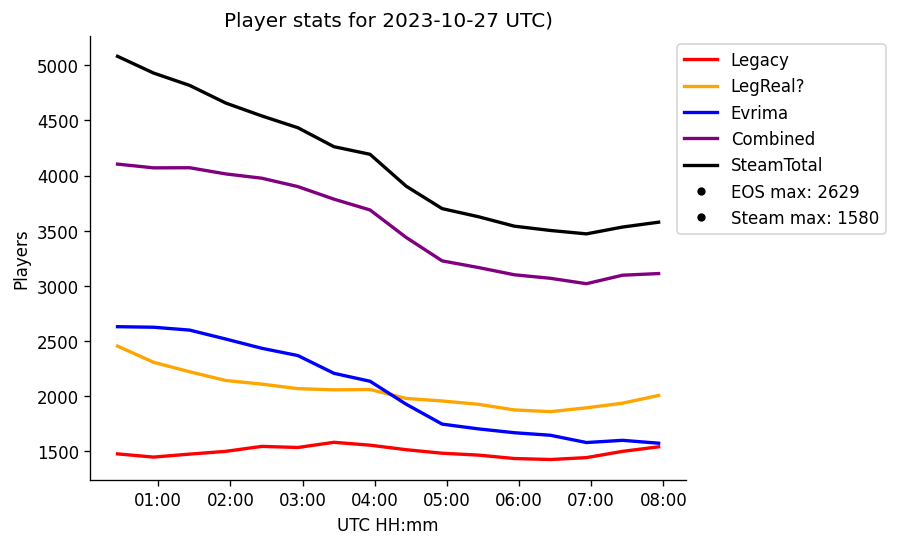 Player stats for 2023-10-27 UTC)
Legacy
LegReal?
Evrima
Combined
SteamTotal
EOS max: 2629
Steam max: 1580
Players
5000
4500
4000
3500
3000
2500
2000
1500
01:00 02:00 03:00 04:00 05:00 06:00 07:00 08:00
UTC HH:mm